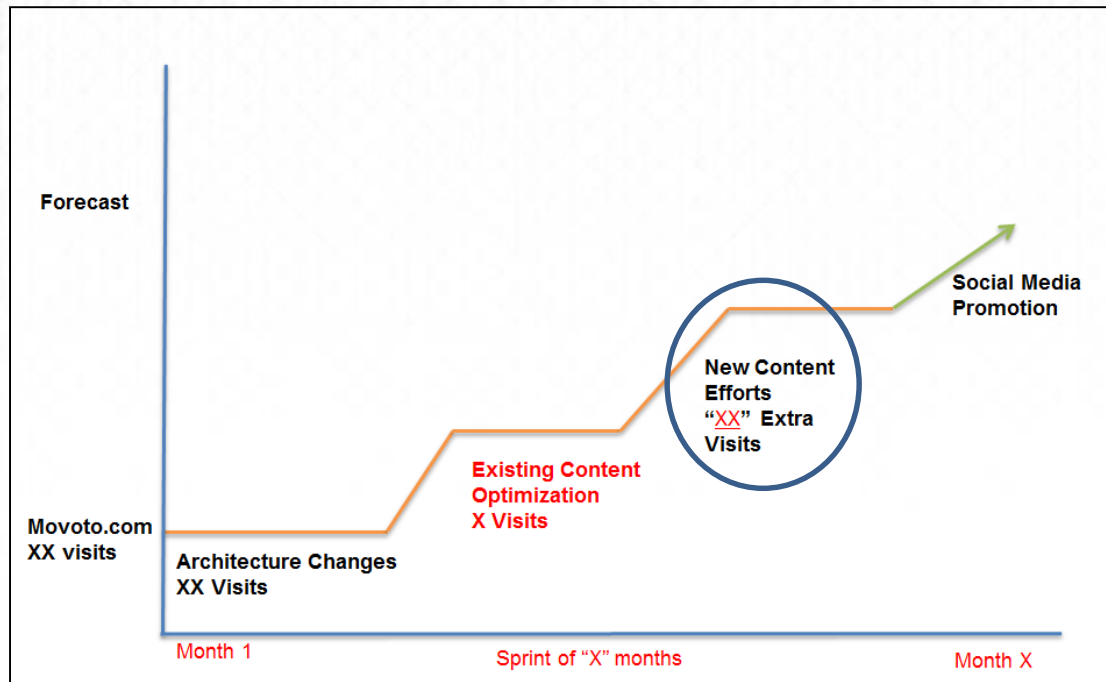 Forecast
Social Media
Promotion
New Content
Efforts
“XX” Extra
Visits
Existing Content
Optimization
X Visits
Movoto.com
XX visits
Architecture Changes
XX Visits
Month 1
Sprint of “X” months
Month X